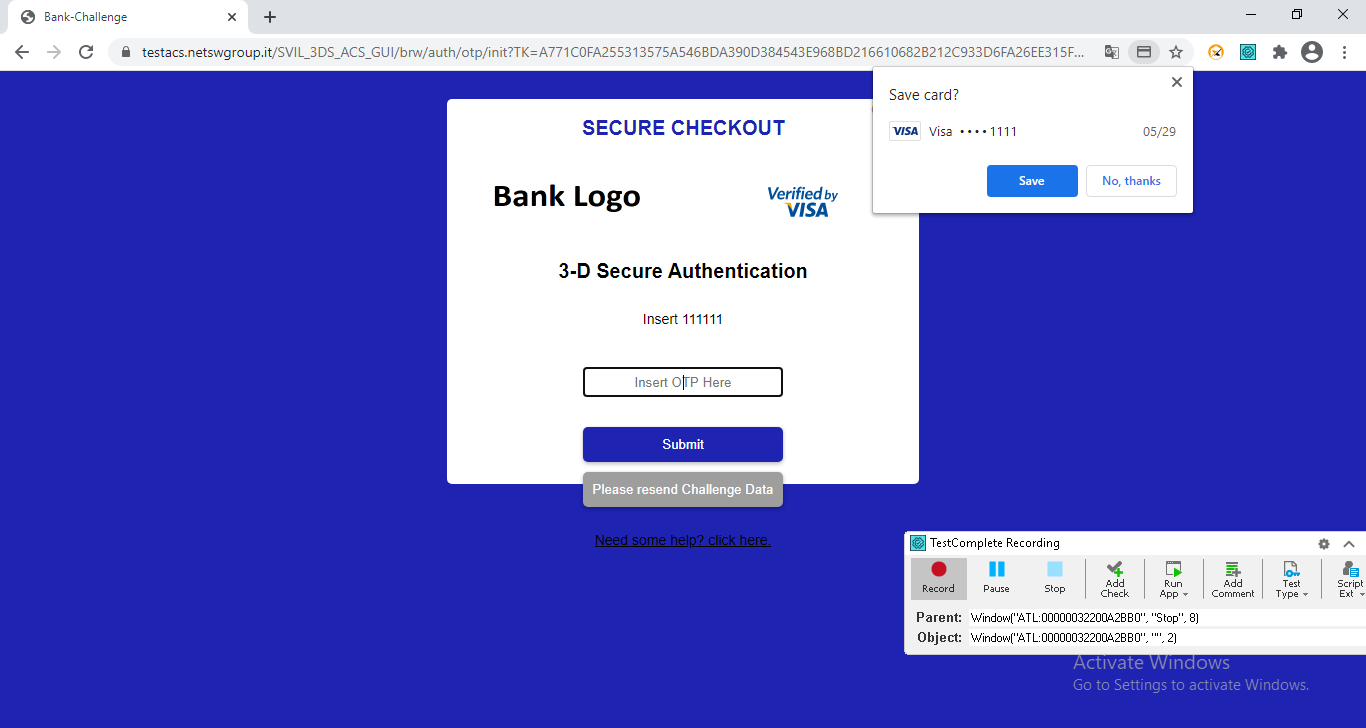 Bank-Challenge
testacs.netswgroup.it/SVIL_3DS_ACS_GUI/brw/auth/otp/init?TK=A771C0FA255313575A546BDA390D384543E968BD216610682B212C933D6FA26EE315F...
Save card?
VISA Visa •••• 1111 05/29
Save No, thanks
SECURE CHECKOUT
Bank Logo
Verified by
VISA
3-D Secure Authentication
Insert 111111
Insert OTP Here
Submit
Please resend Challenge Data
Need some help? click here.
TestComplete Recording
Record Pause Stop Add Check Run App Add Comment Test Type Script Ext
Parent: Window("ATL:00000032200A2BB0", "Stop", 8)
Object: Window("ATL:00000032200A2BB0", "", 2)
Activate Windows
Go to Settings to activate Windows.